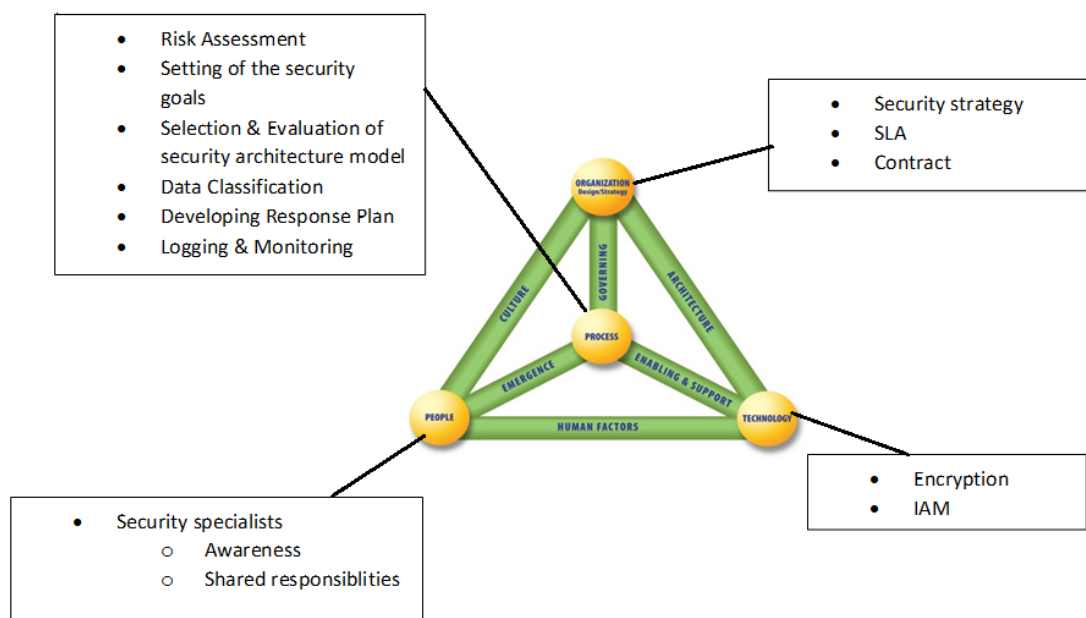 • Risk Assessment
• Setting of the security
goals
• Selection & Evaluation of
security architecture model
• Data Classification
• Developing Response Plan
• Logging & Monitoring
• Security strategy
• SLA
• Contract
ORGANIZATION
Design/Strategy
GOVERNING
CULTURE
ARCHITECTURE
PROCESS
EMERGENCE
ENABLING & SUPPORT
PEOPLE
TECHNOLOGY
HUMAN FACTORS
• Encryption
• IAM
• Security specialists
o Awareness
o Shared responsiblities